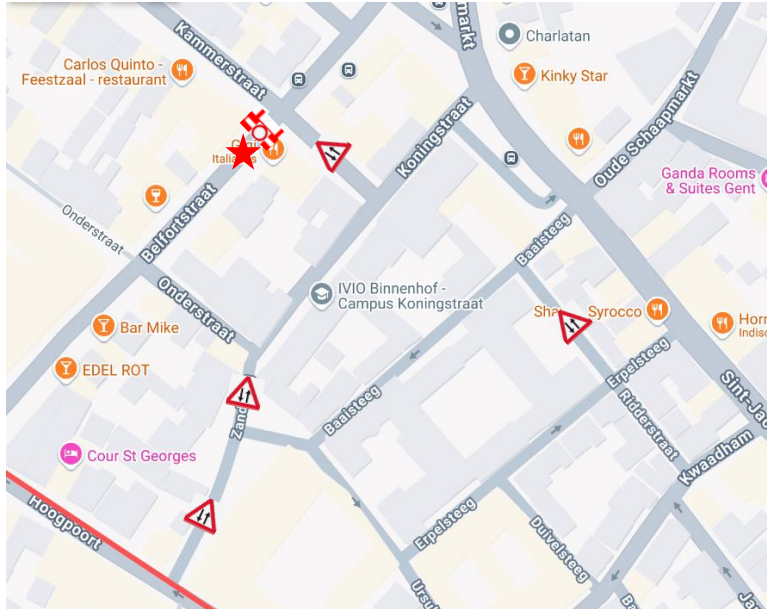 markt
Charlatan
Kammerstraat
Carlos Quinto -
Feestzaal - restaurant
Kinky Star
Koningstraat
Oude Schaapmarkt
Ganda Rooms
& Suites Gent
Onderstraat
Belfortstraat
Baaisteeg
Onderstraat
IVIO Binnenhof -
Campus Koningstraat
Syrocco
Bar Mike
EDEL ROT
Erpelsteeg
Baaisteeg
Ridderstraat
Zand
Cour St Georges
Kwaadham
Hoogpoort
Erpelsteeg
Duivelsteeg